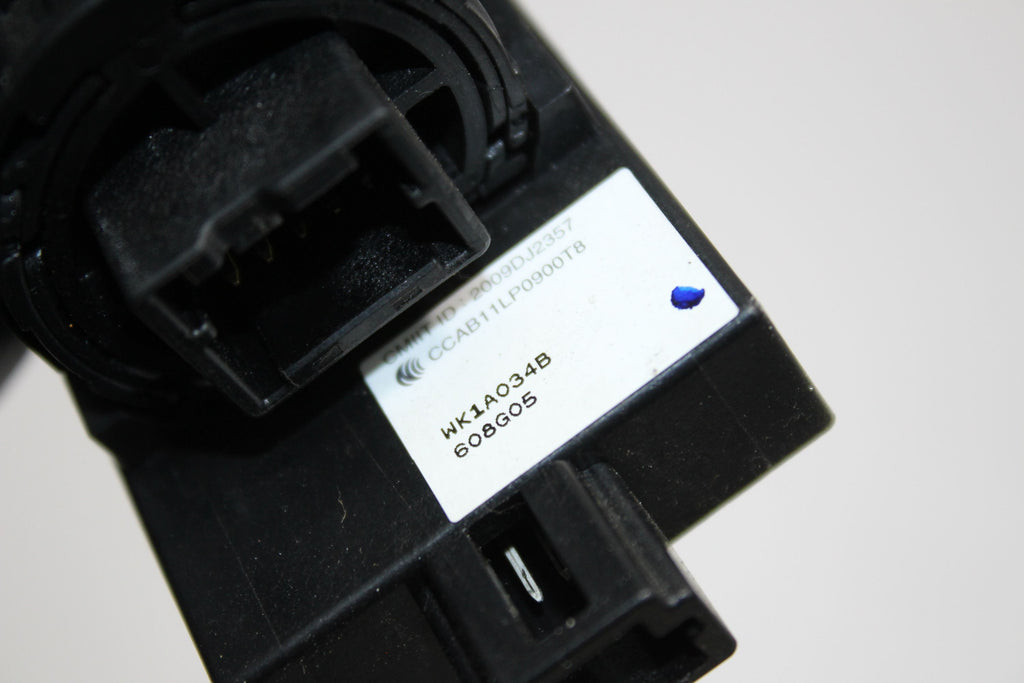 CMIIT ID : 2009DJ2357
CCAB11LP0900T8
WK1A034B
608G05